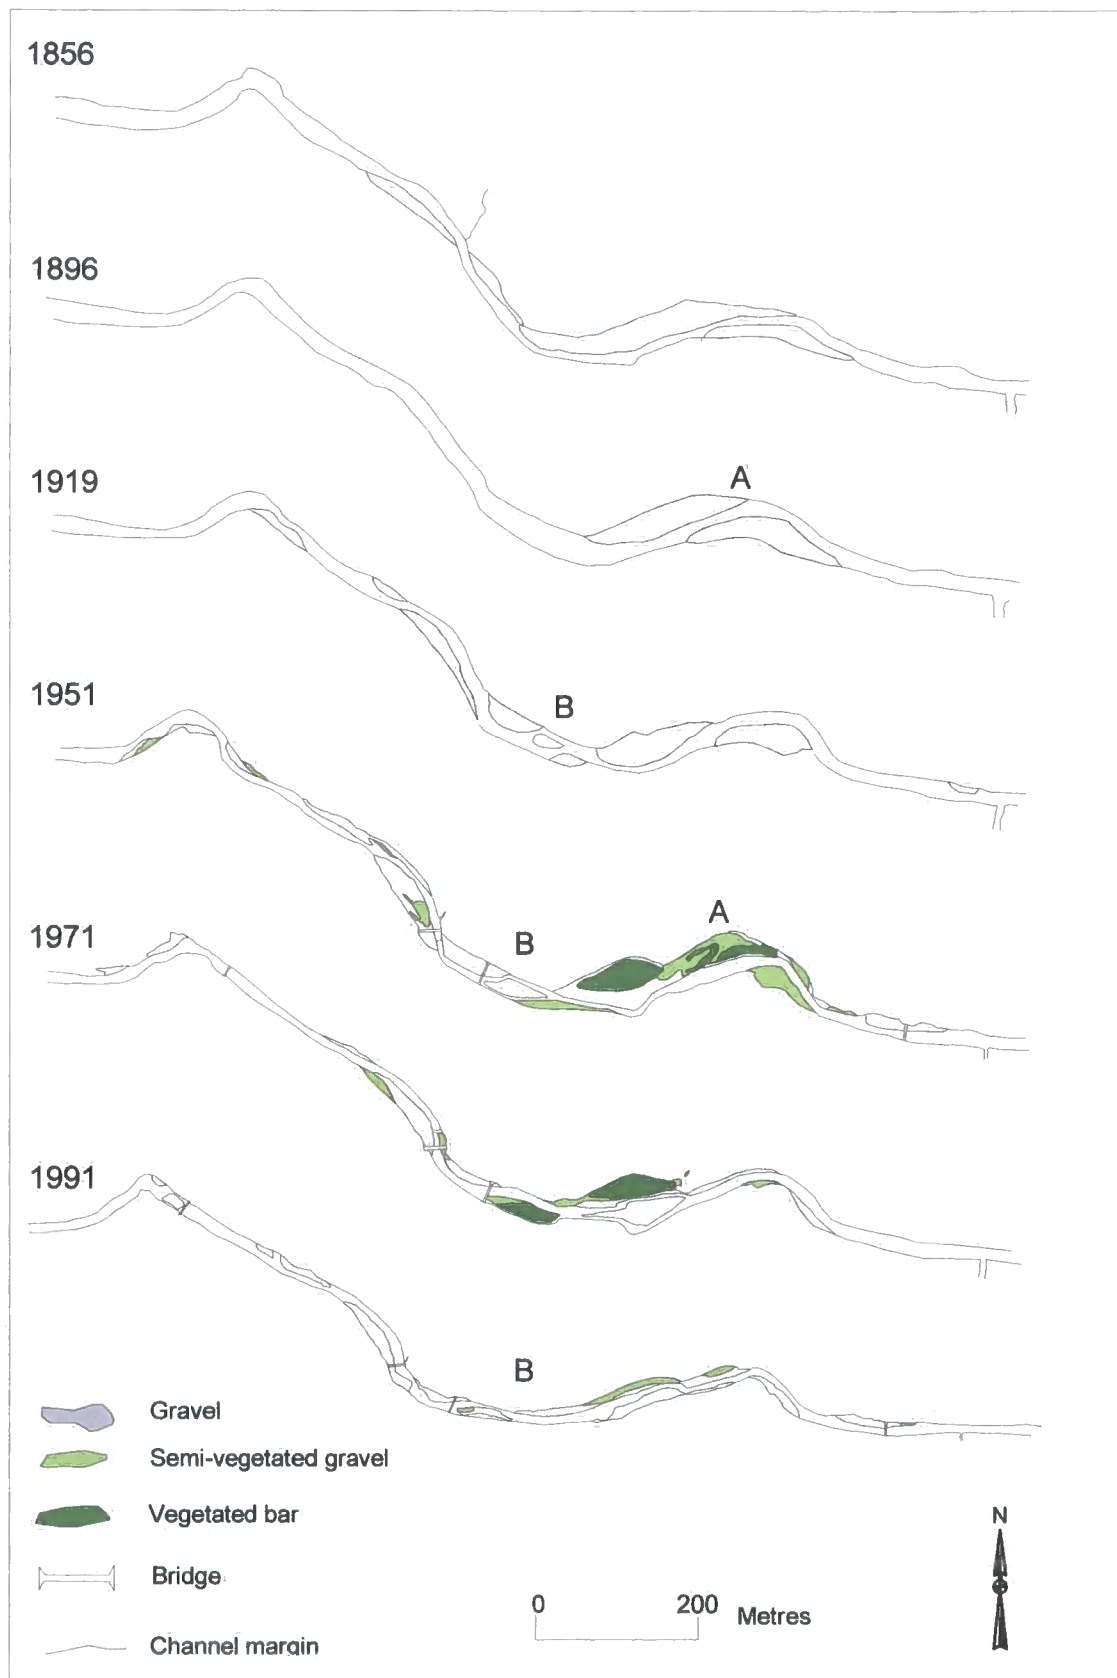 1856
1896
A
1919
B
1951
A
B
1971
1991
B
Gravel
Semi-vegetated gravel
Vegetated bar
Bridge
Channel margin
0 200 Metres
N